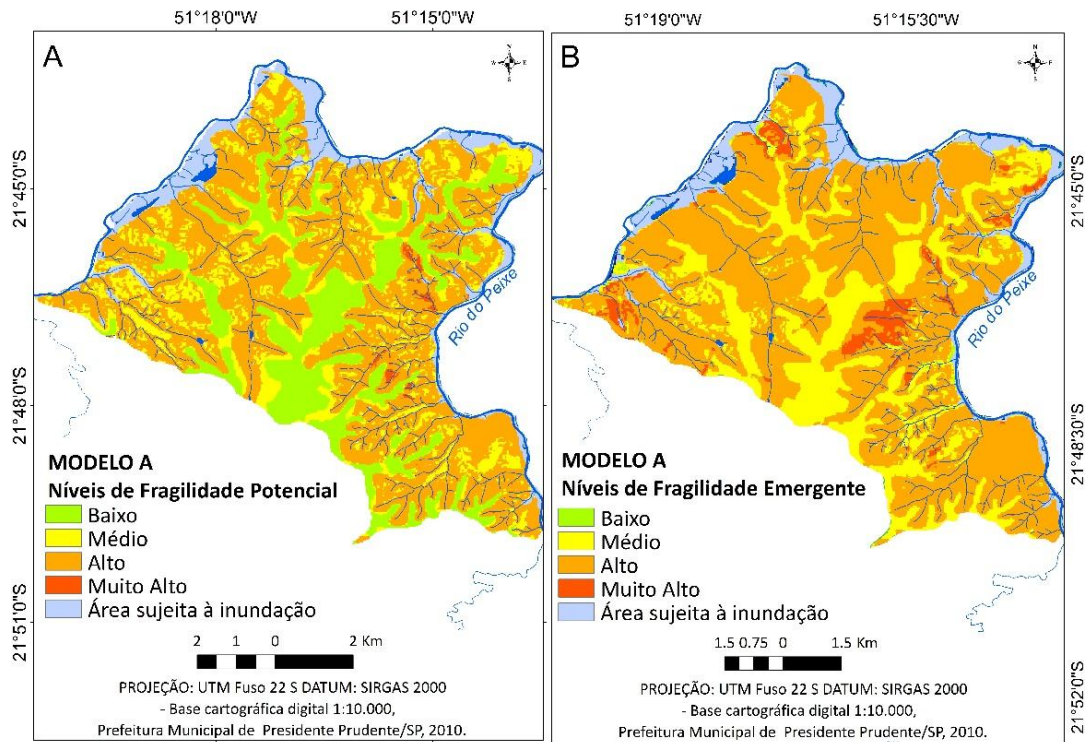 51°18'0"W 51°15'0"W
A
N
21°45'0"S
21°48'0"S
21°51'0"S
Rio do Peixe
MODELO A
Níveis de Fragilidade Potencial
Baixo
Médio
Alto
Muito Alto
Área sujeita à inundação
2 1 0 2 Km
PROJEÇÃO: UTM Fuso 22 S DATUM: SIRGAS 2000
- Base cartográfica digital 1:10.000,
Prefeitura Municipal de Presidente Prudente/SP, 2010.
51°19'0"W 51°15'30"W
B
N
21°45'0"S
21°48'30"S
21°52'0"S
Rio do Peixe
MODELO A
Níveis de Fragilidade Emergente
Baixo
Médio
Alto
Muito Alto
Área sujeita à inundação
1.5 0.75 0 1.5 Km
PROJEÇÃO: UTM Fuso 22 S DATUM: SIRGAS 2000
- Base cartográfica digital 1:10.000,
Prefeitura Municipal de Presidente Prudente/SP, 2010.